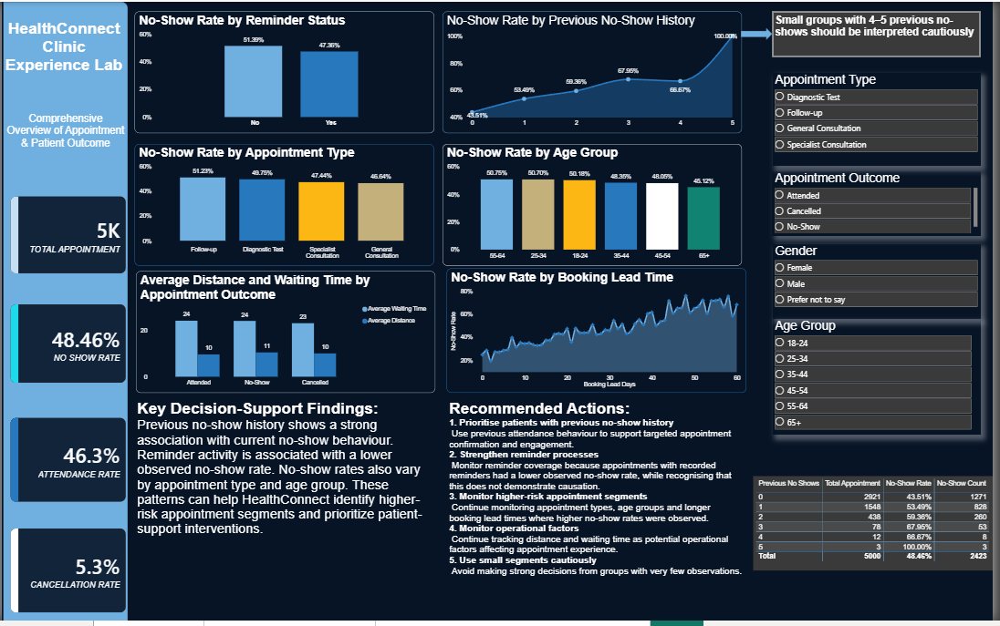 HealthConnect
Clinic
Experience Lab
Comprehensive
Overview of Appointment
& Patient Outcome
5K
TOTAL APPOINTMENT
48.46%
NO SHOW RATE
46.3%
ATTENDANCE RATE
5.3%
CANCELLATION RATE
No-Show Rate by Reminder Status
60%
40%
20%
0%
51.39%
47.36%
No
Yes
No-Show Rate by Previous No-Show History
100%
80%
60%
40%
43.51%
53.49%
59.36%
67.95%
66.67%
100.00%
0
1
2
3
4
5
Small groups with 4–5 previous no-
shows should be interpreted cautiously
No-Show Rate by Appointment Type
60%
40%
20%
0%
51.23%
49.75%
47.44%
46.64%
Follow-up
Diagnostic Test
Specialist
Consultation
General
Consultation
No-Show Rate by Age Group
60%
40%
20%
0%
50.75%
50.70%
50.18%
48.35%
48.05%
45.12%
55-64
25-34
18-24
35-44
45-54
65+
Average Distance and Waiting Time by
Appointment Outcome
Average Waiting Time
Average Distance
20
0
24
10
24
11
23
10
Attended
No-Show
Cancelled
No-Show Rate by Booking Lead Time
No-Show Rate
80%
60%
40%
20%
0
10
20
30
40
50
60
Booking Lead Days
Key Decision-Support Findings:
Previous no-show history shows a strong
association with current no-show behaviour.
Reminder activity is associated with a lower
observed no-show rate. No-show rates also vary
by appointment type and age group. These
patterns can help HealthConnect identify higher-
risk appointment segments and prioritize patient-
support interventions.
Recommended Actions:
1. Prioritise patients with previous no-show history
Use previous attendance behaviour to support targeted appointment
confirmation and engagement.
2. Strengthen reminder processes
Monitor reminder coverage because appointments with recorded
reminders had a lower observed no-show rate, while recognising that
this does not demonstrate causation.
3. Monitor higher-risk appointment segments
Continue monitoring appointment types, age groups and longer
booking lead times where higher no-show rates were observed.
4. Monitor operational factors
Continue tracking distance and waiting time as potential operational
factors affecting appointment experience.
5. Use small segments cautiously
Avoid making strong decisions from groups with very few observations.
Appointment Type
Diagnostic Test
Follow-up
General Consultation
Specialist Consultation
Appointment Outcome
Attended
Cancelled
No-Show
Gender
Female
Male
Prefer not to say
Age Group
18-24
25-34
35-44
45-54
55-64
65+
Previous No Shows Total Appointment No-Show Rate No-Show Count
0 2921 43.51% 1271
1 1548 53.49% 828
2 438 59.36% 260
3 78 67.95% 53
4 12 66.67% 8
5 3 100.00% 3
Total 5000 48.46% 2423